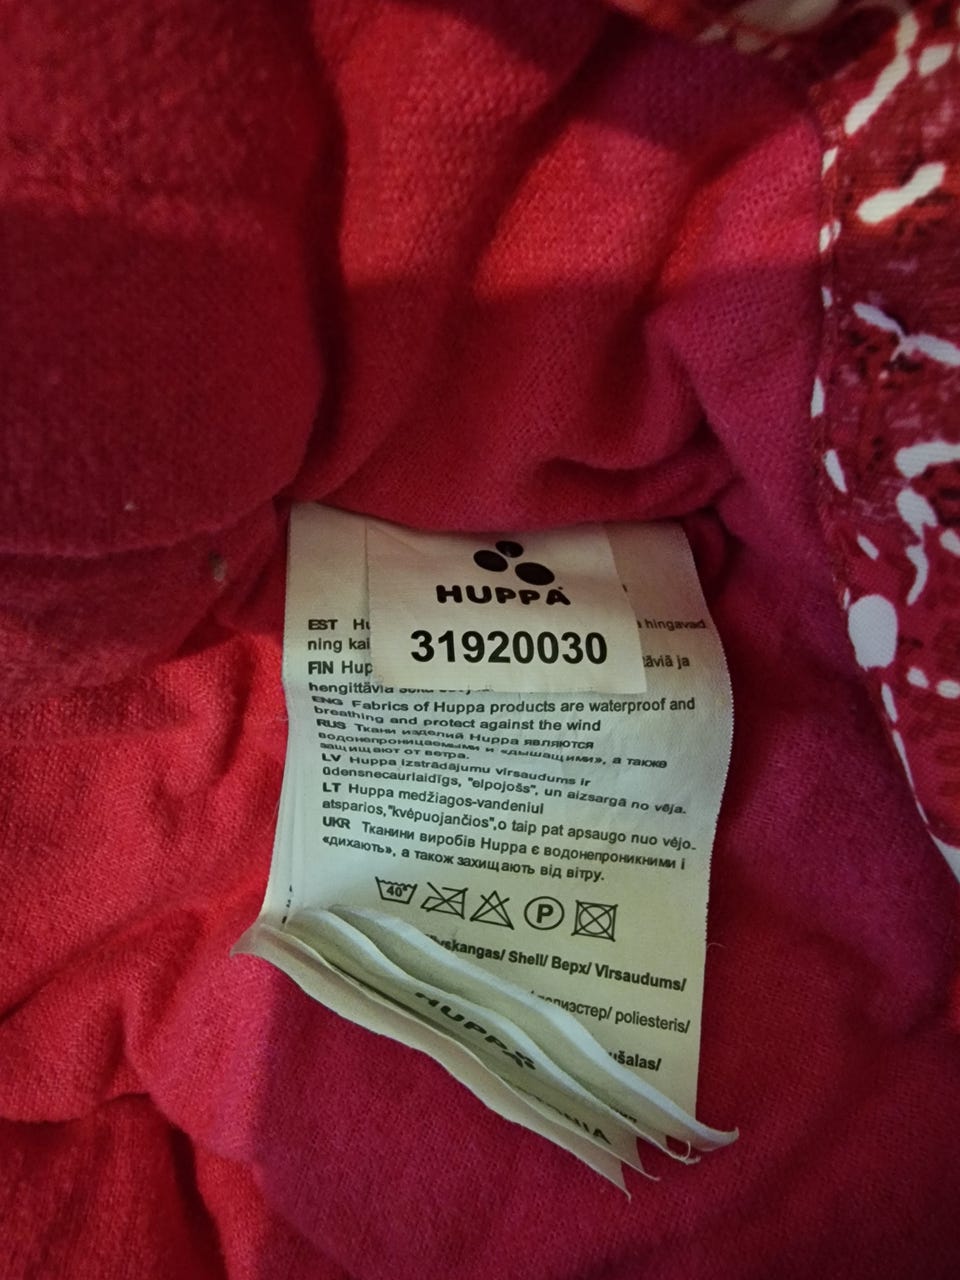 HUPPA
31920030
EST
hingavad
ning
FIN
ja
hengittäviä
ENG Fabrics of Huppa products are waterproof and
breathing and protect against the wind
RUS Ткани изделий Huppa являются
водонепроницаемыми и «дышащими», а также
защищают от ветра.
LV Huppa izstrādājumu virsaudums ir
ūdensnecaurlaidīgs, "elpojošs", un aizsargā no vēja.
LT Huppa medžiagos-vandeniui
atsparios,"kvėpuojančios",o taip pat apsaugo nuo vėjo.
UKR Тканини виробів Huppa є водонепроникними і
«дихають», а також захищають від вітру.
40° P
Shell/ Верх/ Virsaudums/
poliesteris/
HUPPA